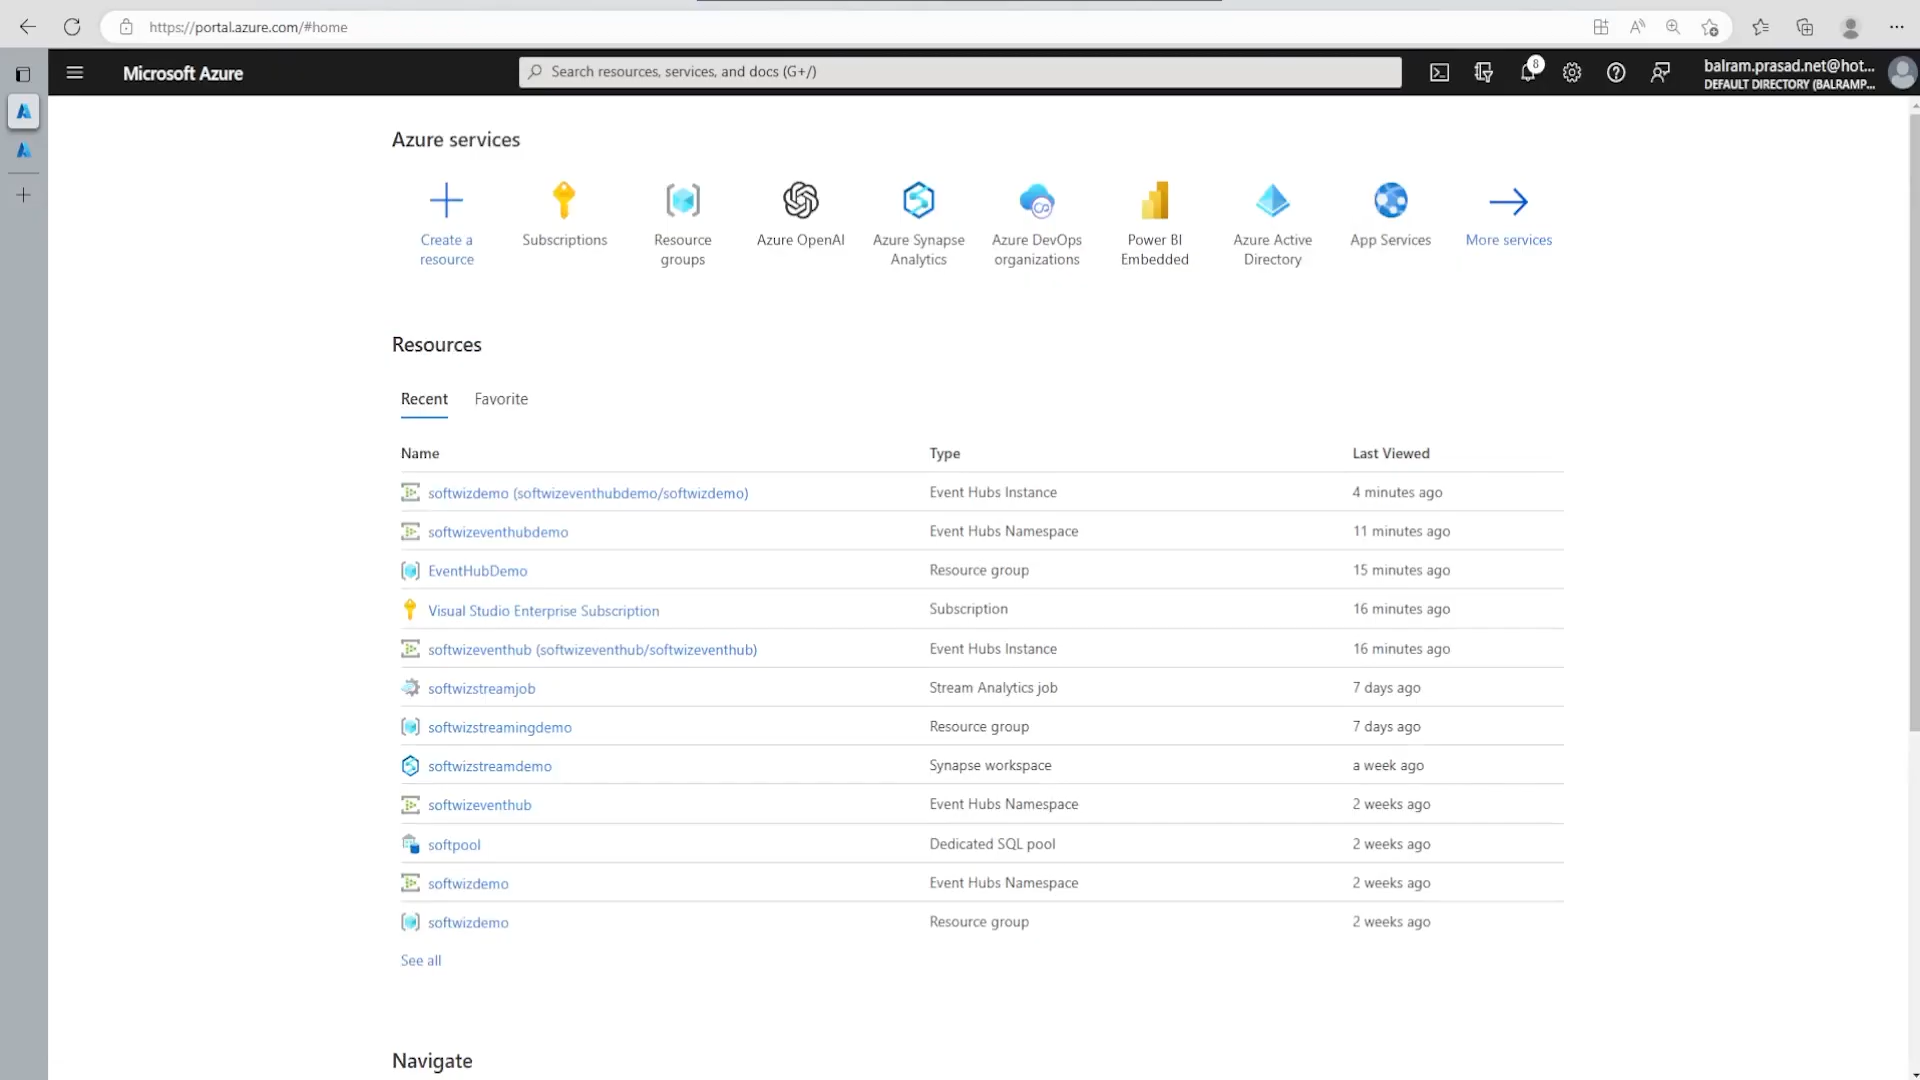 https://portal.azure.com/#home
Microsoft Azure
Search resources, services, and docs (G+/)
8
balram.prasad.net@hot...
DEFAULT DIRECTORY (BALRAMP...
Azure services
Create a resource
Subscriptions
Resource groups
Azure OpenAI
Azure Synapse Analytics
Azure DevOps organizations
Power BI Embedded
Azure Active Directory
App Services
More services
Resources
Recent Favorite
Name Type Last Viewed
softwizdemo (softwizeventhubdemo/softwizdemo) Event Hubs Instance 4 minutes ago
softwizeventhubdemo Event Hubs Namespace 11 minutes ago
EventHubDemo Resource group 15 minutes ago
Visual Studio Enterprise Subscription Subscription 16 minutes ago
softwizeventhub (softwizeventhub/softwizeventhub) Event Hubs Instance 16 minutes ago
softwizstreamjob Stream Analytics job 7 days ago
softwizstreamingdemo Resource group 7 days ago
softwizstreamdemo Synapse workspace a week ago
softwizeventhub Event Hubs Namespace 2 weeks ago
softpool Dedicated SQL pool 2 weeks ago
softwizdemo Event Hubs Namespace 2 weeks ago
softwizdemo Resource group 2 weeks ago
See all
Navigate